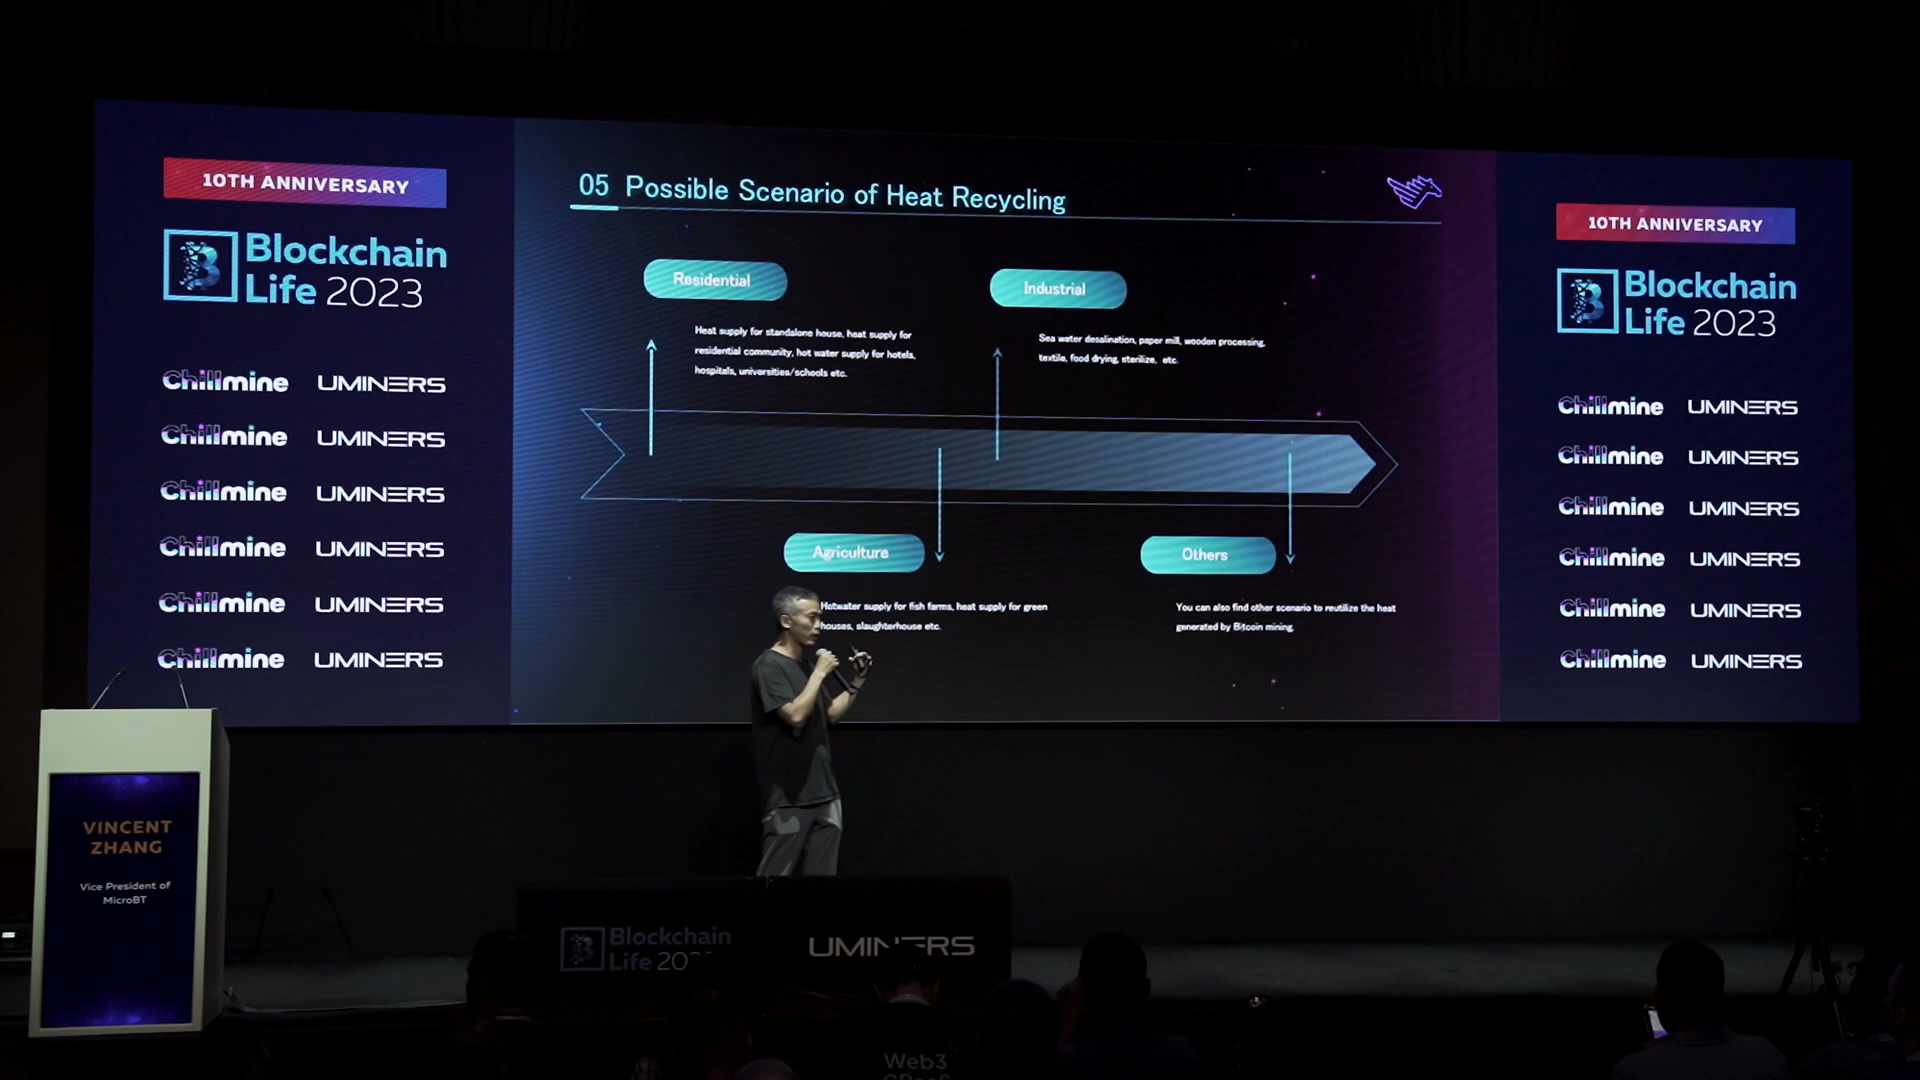 10TH ANNIVERSARY
Blockchain
Life 2023
Chillmine UMINERS
Chillmine UMINERS
Chillmine UMINERS
Chillmine UMINERS
Chillmine UMINERS
Chillmine UMINERS
05 Possible Scenario of Heat Recycling
Residential
Heat supply for standalone house, heat supply for
residential community, hot water supply for hotels,
hospitals, universities/schools etc.
Industrial
Sea water desalination, paper mill, wooden processing,
textile, food drying, sterilize, etc.
Agriculture
Hotwater supply for fish farms, heat supply for green
houses, slaughterhouse etc.
Others
You can also find other scenario to reutilize the heat
generated by Bitcoin mining.
10TH ANNIVERSARY
Blockchain
Life 2023
Chillmine UMINERS
Chillmine UMINERS
Chillmine UMINERS
Chillmine UMINERS
Chillmine UMINERS
Chillmine UMINERS
VINCENT
ZHANG
Vice President of
MicroBT
Blockchain
Life
UMINERS
Web3